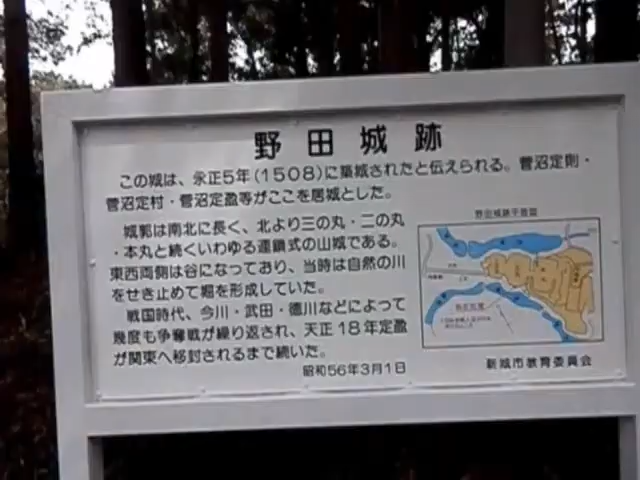 野田城跡
この城は、永正5年(1508)に築城されたと伝えられる。菅沼定則・
菅沼定村・菅沼定盈等がここを居城とした。
城郭は南北に長く、北より三の丸・二の丸
・本丸と続くいわゆる連鎖式の山城である。
東西両側は谷になっており、当時は自然の川
をせき止めて堀を形成していた。
戦国時代、今川・武田・徳川などによって
幾度も争奪戦が繰り返され、天正18年定盈
が関東へ移封されるまで続いた。
昭和56年3月1日
野田城跡平面図
新城市教育委員会